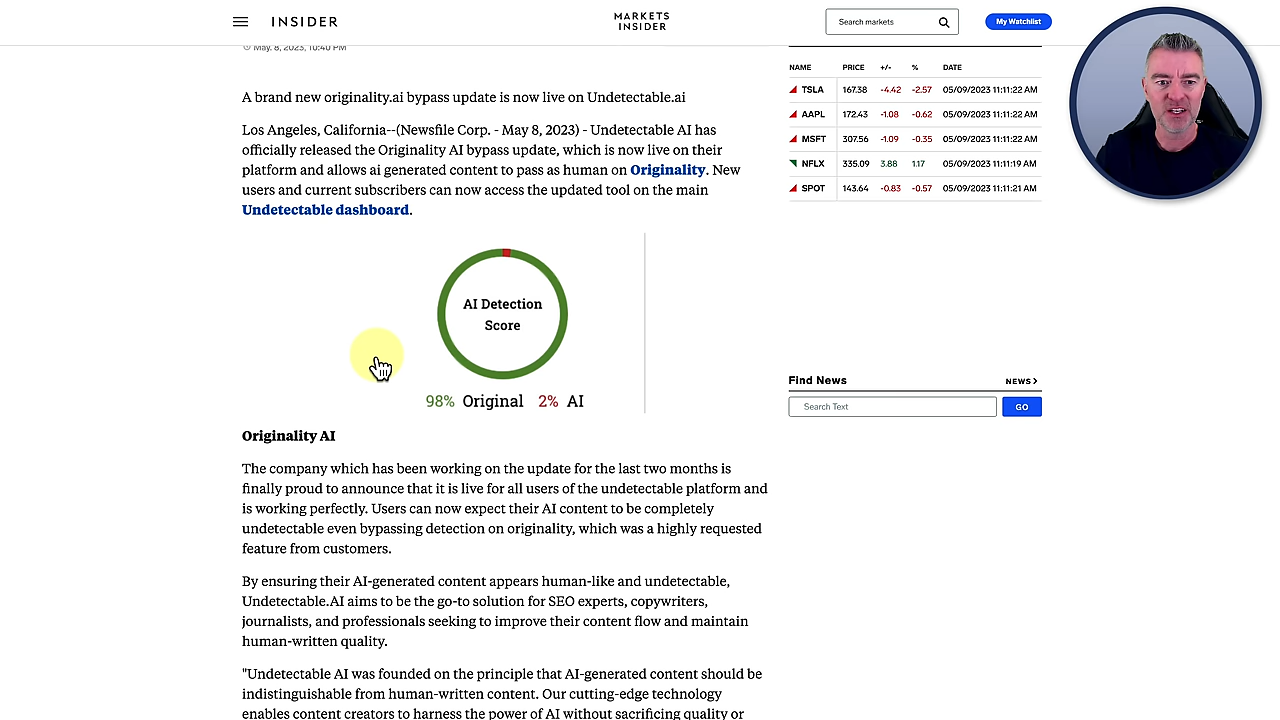 INSIDER
MARKETS
INSIDER
Search markets
My Watchlist
May. 8, 2023, 10:40 PM
A brand new originality.ai bypass update is now live on Undetectable.ai
Los Angeles, California--(Newsfile Corp. - May 8, 2023) - Undetectable AI has
officially released the Originality AI bypass update, which is now live on their
platform and allows ai generated content to pass as human on Originality. New
users and current subscribers can now access the updated tool on the main
Undetectable dashboard.
AI Detection
Score
98% Original 2% AI
Originality AI
The company which has been working on the update for the last two months is
finally proud to announce that it is live for all users of the undetectable platform and
is working perfectly. Users can now expect their AI content to be completely
undetectable even bypassing detection on originality, which was a highly requested
feature from customers.
By ensuring their AI-generated content appears human-like and undetectable,
Undetectable.AI aims to be the go-to solution for SEO experts, copywriters,
journalists, and professionals seeking to improve their content flow and maintain
human-written quality.
"Undetectable AI was founded on the principle that AI-generated content should be
indistinguishable from human-written content. Our cutting-edge technology
enables content creators to harness the power of AI without sacrificing quality or
NAME PRICE +/- % DATE
TSLA 167.38 -4.42 -2.57 05/09/2023 11:11:22 AM
AAPL 172.43 -1.08 -0.62 05/09/2023 11:11:22 AM
MSFT 307.56 -1.09 -0.35 05/09/2023 11:11:22 AM
NFLX 335.09 3.88 1.17 05/09/2023 11:11:19 AM
SPOT 143.64 -0.83 -0.57 05/09/2023 11:11:21 AM
Find News NEWS
Search Text GO